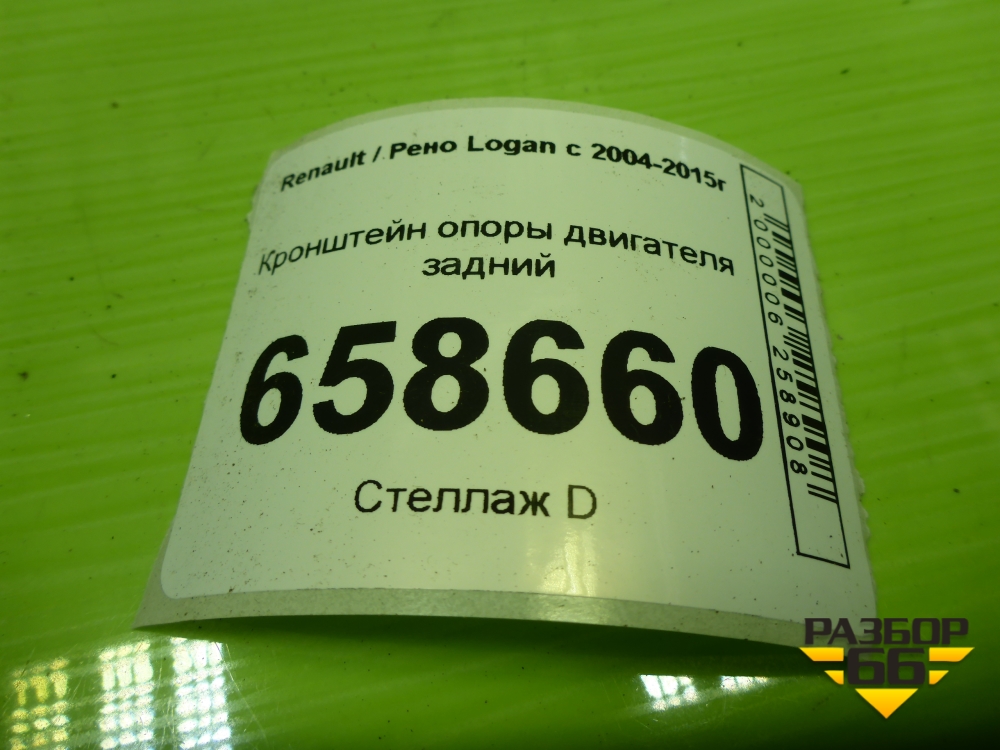 Renault / Рено Logan с 2004-2015г
Кронштейн опоры двигателя
задний
658660
Стеллаж D
2000006258908
РАЗБОР
66